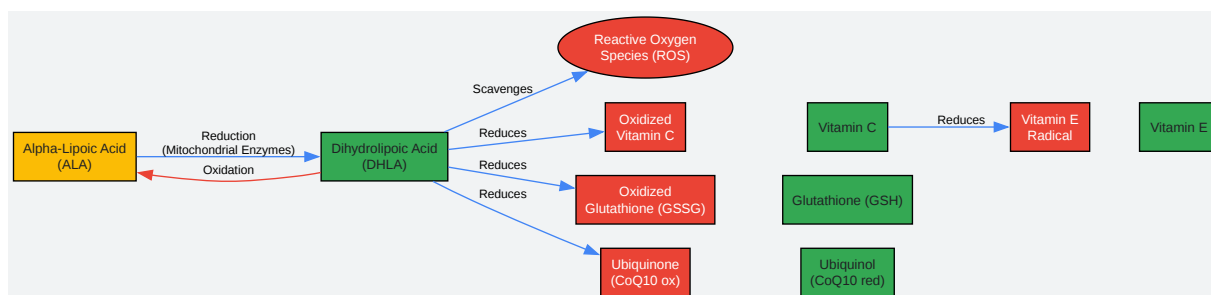 Reactive Oxygen
Species (ROS)
Scavenges
Oxidized
Vitamin C
Vitamin C
Reduces
Vitamin E
Radical
Vitamin E
Alpha-Lipoic Acid
(ALA)
Reduction
(Mitochondrial Enzymes)
Oxidation
Dihydrolipoic Acid
(DHLA)
Reduces
Reduces
Reduces
Oxidized
Glutathione (GSSG)
Glutathione (GSH)
Ubiquinone
(CoQ10 ox)
Ubiquinol
(CoQ10 red)